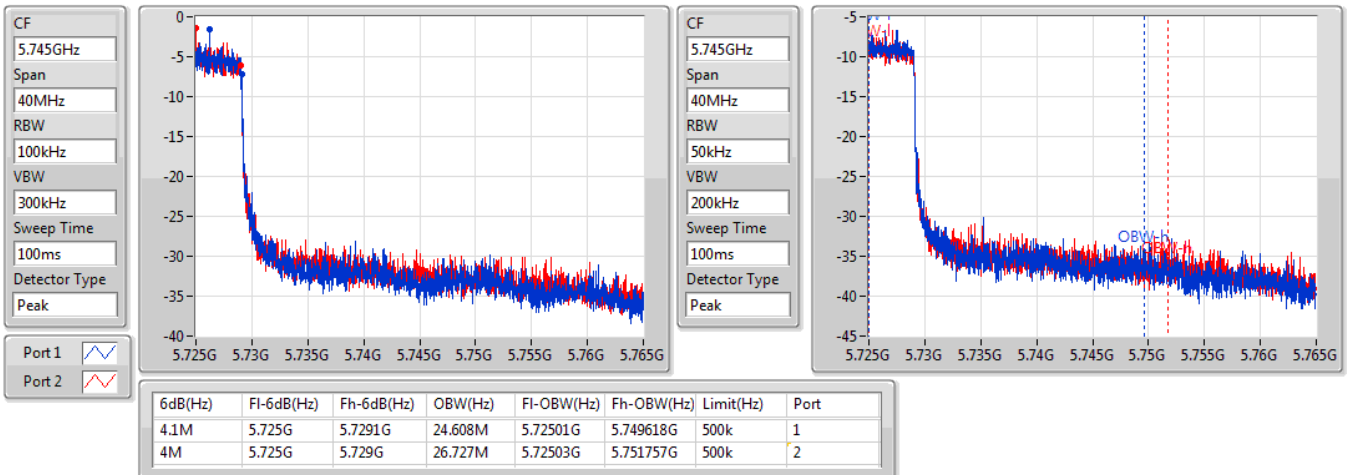 CF
5.745GHz
Span
40MHz
RBW
100kHz
VBW
300kHz
Sweep Time
100ms
Detector Type
Peak
Port 1
Port 2
0-
-5-
-10-
-15-
-20-
-25-
-30-
-35-
-40-
5.725G 5.73G 5.735G 5.74G 5.745G 5.75G 5.755G 5.76G 5.765G
CF
5.745GHz
Span
40MHz
RBW
50kHz
VBW
200kHz
Sweep Time
100ms
Detector Type
Peak
-5-
-10-
-15-
-20-
-25-
-30-
-35-
-40-
-45-
OBW-h
OBW-h
5.725G 5.73G 5.735G 5.74G 5.745G 5.75G 5.755G 5.76G 5.765G
6dB(Hz) Fl-6dB(Hz) Fh-6dB(Hz) OBW(Hz) Fl-OBW(Hz) Fh-OBW(Hz) Limit(Hz) Port
4.1M 5.725G 5.7291G 24.608M 5.72501G 5.749618G 500k 1
4M 5.725G 5.729G 26.727M 5.72503G 5.751757G 500k 2